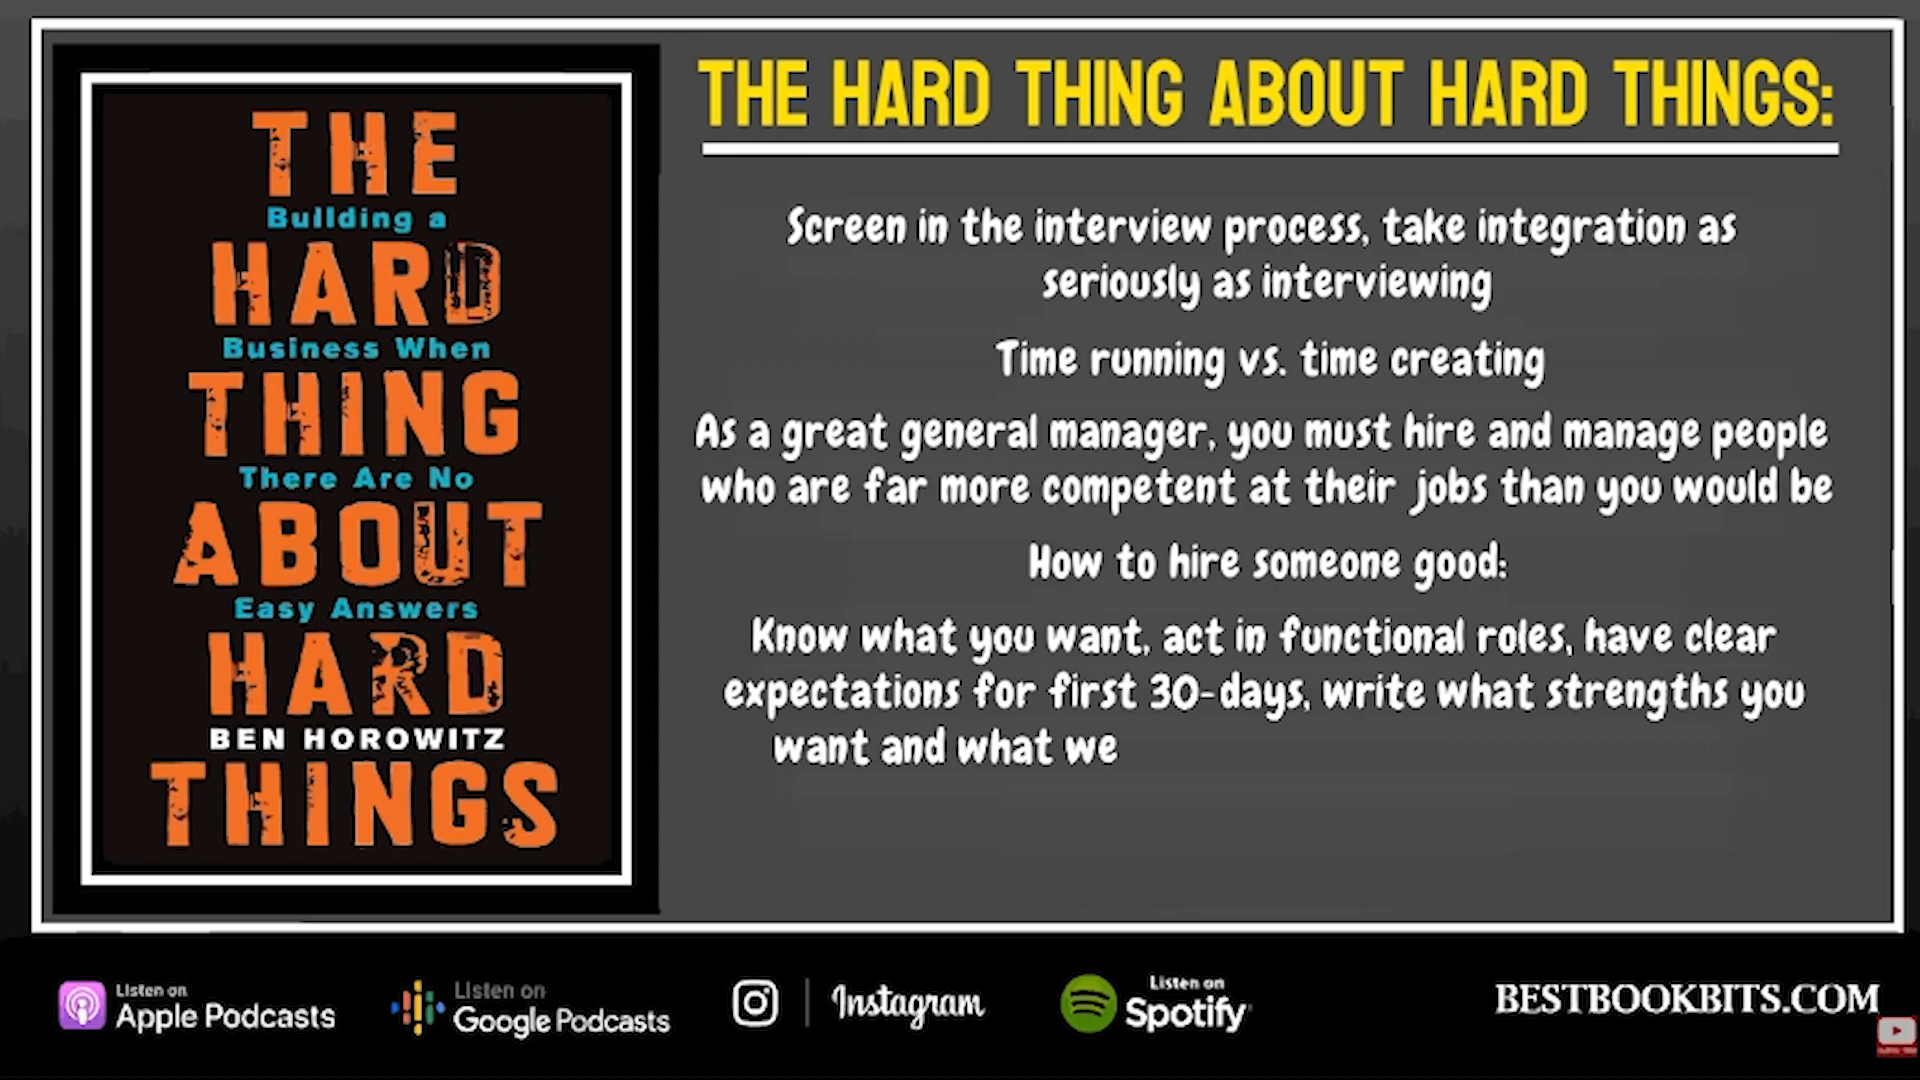 THE
Building a
HARD
Business When
THING
There Are No
ABOUT
Easy Answers
HARD
BEN HOROWITZ
THINGS
THE HARD THING ABOUT HARD THINGS:
Screen in the interview process, take integration as
seriously as interviewing
Time running vs. time creating
As a great general manager, you must hire and manage people
who are far more competent at their jobs than you would be
How to hire someone good:
Know what you want, act in functional roles, have clear
expectations for first 30-days, write what strengths you
want and what we
Listen on
Apple Podcasts
Listen on
Google Podcasts
Instagram
Listen on
Spotify
BESTBOOKBITS.COM